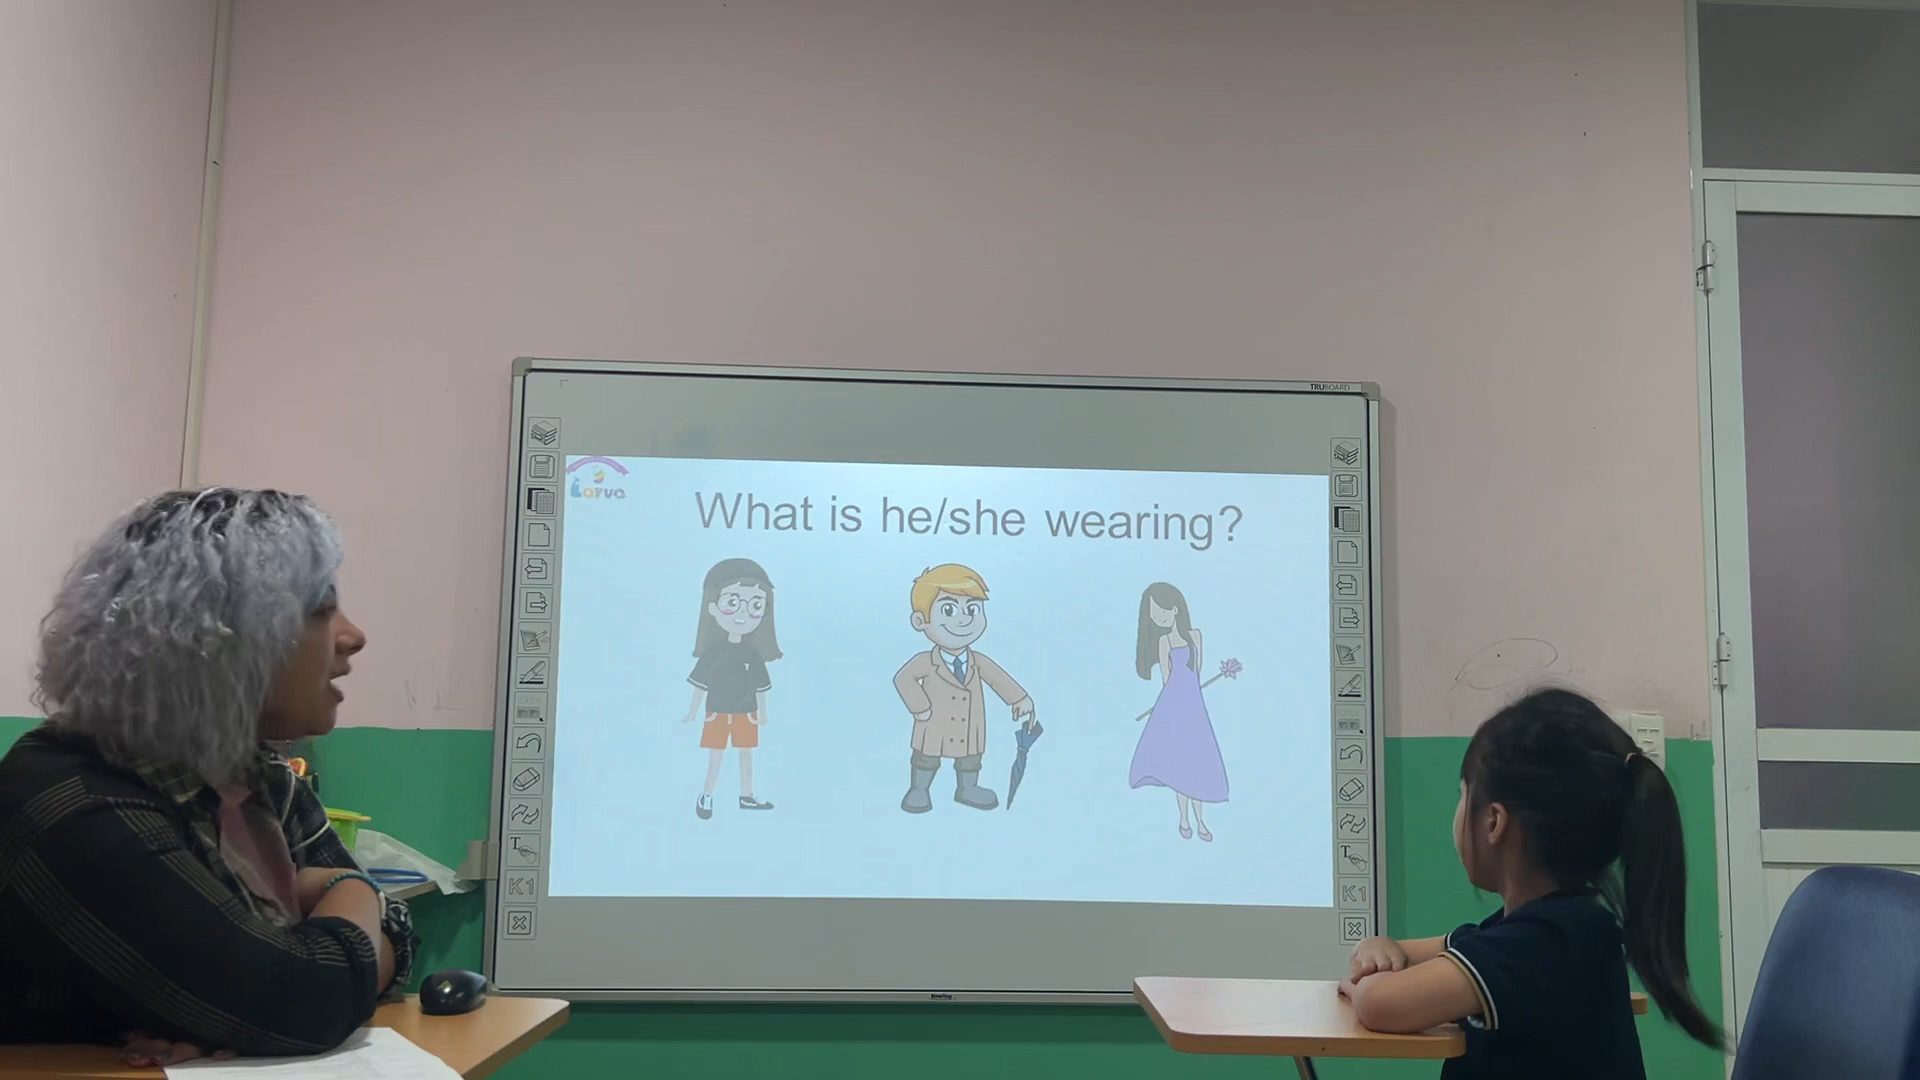 TRUBOARD
Larva
What is he/she wearing?
T
T
K1
K1